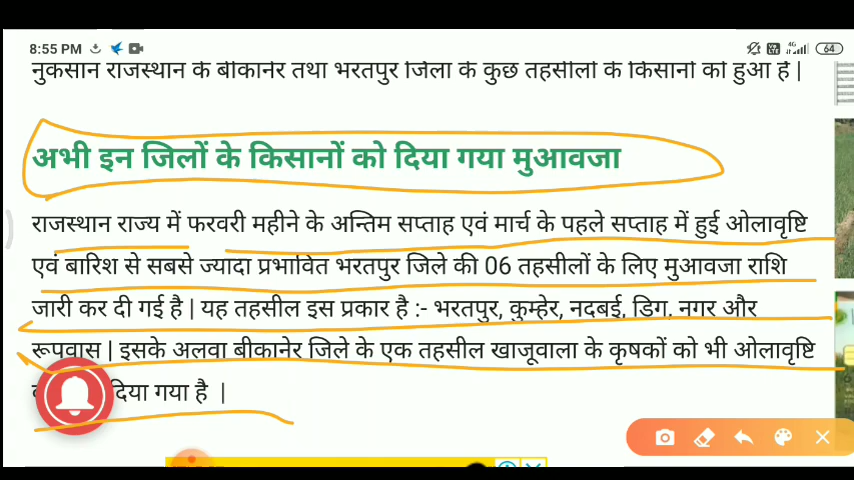 8:55 PM 4G 64
नुकसान राजस्थान के बीकानेर तथा भरतपुर जिला के कुछ तहसीलों के किसानों को हुआ है |
अभी इन जिलों के किसानों को दिया गया मुआवजा
राजस्थान राज्य में फरवरी महीने के अन्तिम सप्ताह एवं मार्च के पहले सप्ताह में हुई ओलावृष्टि
एवं बारिश से सबसे ज्यादा प्रभावित भरतपुर जिले की 06 तहसीलों के लिए मुआवजा राशि
जारी कर दी गई है | यह तहसील इस प्रकार है :- भरतपुर, कुम्हेर, नदबई, डिग. नगर और
रूपवास | इसके अलवा बीकानेर जिले के एक तहसील खाजूवाला के कृषकों को भी ओलावृष्टि
दिया गया है |